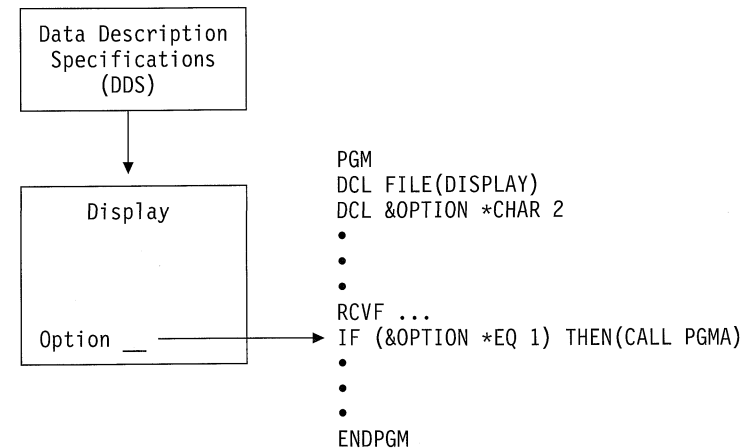 Data Description
Specifications
(DDS)
Display
Option __
PGM
DCL FILE(DISPLAY)
DCL &OPTION *CHAR 2
•
•
•
RCVF ...
IF (&OPTION *EQ 1) THEN(CALL PGMA)
•
•
•
ENDPGM